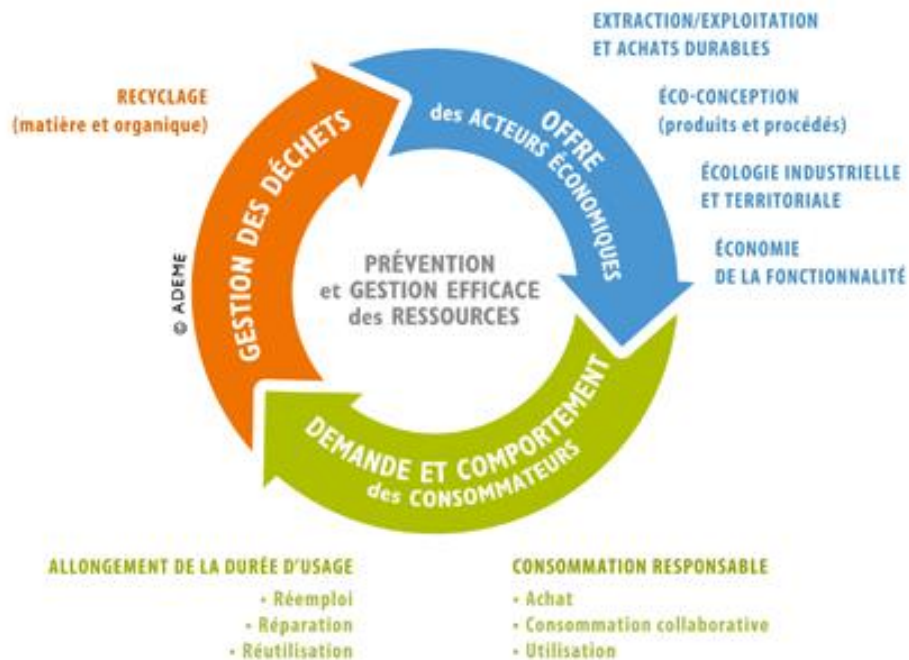 EXTRACTION/EXPLOITATION
ET ACHATS DURABLES
RECYCLAGE
(matière et organique)
ÉCO-CONCEPTION
(produits et procédés)
ÉCOLOGIE INDUSTRIELLE
ET TERRITORIALE
ÉCONOMIE
DE LA FONCTIONNALITÉ
OFFRE
des ACTEURS ÉCONOMIQUES
GESTION DES DÉCHETS
© ADEME
PRÉVENTION
et GESTION EFFICACE
des RESSOURCES
DEMANDE ET COMPORTEMENT
des CONSOMMATEURS
ALLONGEMENT DE LA DURÉE D'USAGE
• Réemploi
• Réparation
• Réutilisation
CONSOMMATION RESPONSABLE
• Achat
• Consommation collaborative
• Utilisation